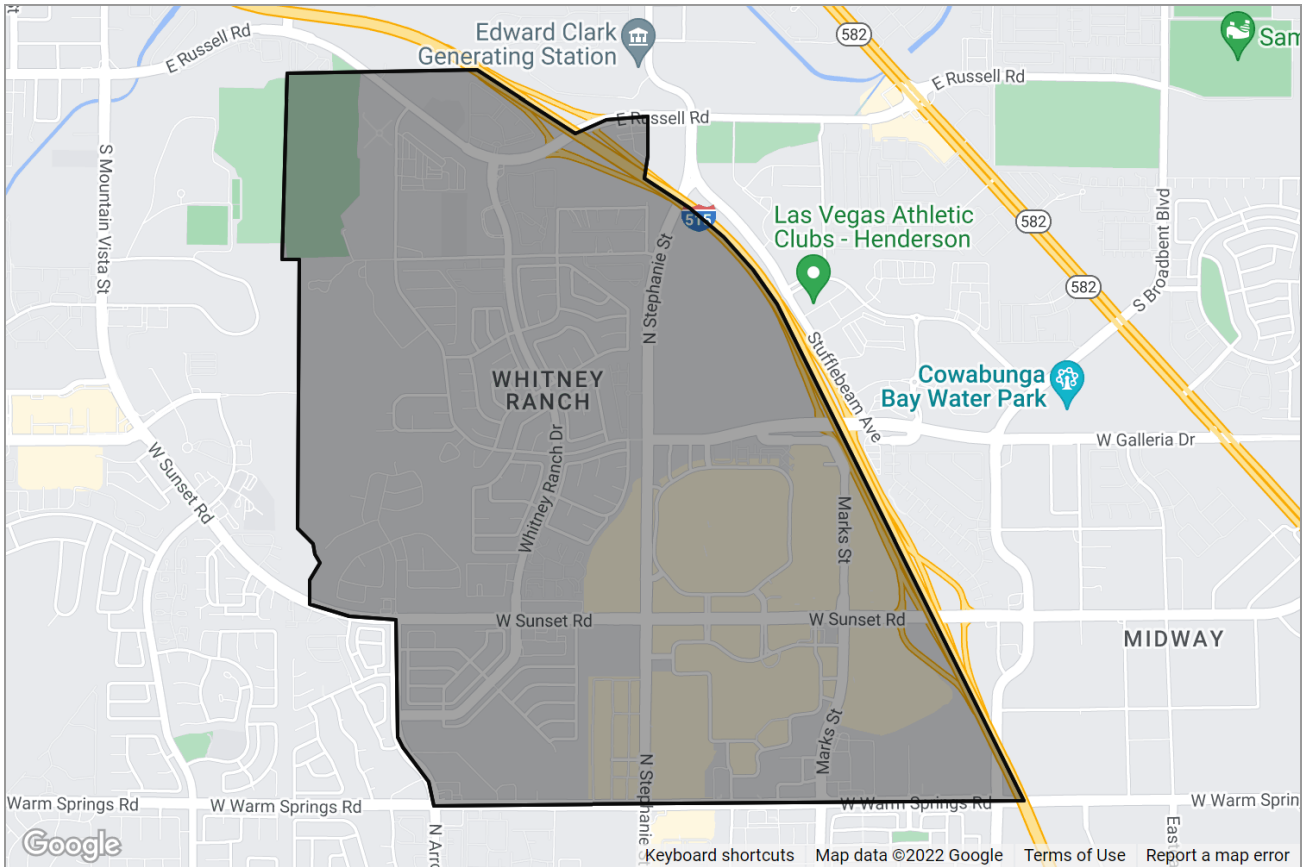 Edward Clark
Generating Station
582
Sam
E Russell Rd
E Russell Rd
E Russell Rd
S Mountain Vista St
515
Las Vegas Athletic
Clubs - Henderson
582
S Broadbent Blvd
582
N Stephanie St
Stufflebeam Ave
WHITNEY
RANCH
Cowabunga
Bay Water Park
W Galleria Dr
W Sunset Rd
Whitney Ranch Dr
Marks St
W Sunset Rd
W Sunset Rd
MIDWAY
Marks St
N Stephanie St
Warm Springs Rd
W Warm Springs Rd
W Warm Springs Rd
W Warm Sprin
N Arro
East
Google
Keyboard shortcuts
Map data ©2022 Google
Terms of Use
Report a map error